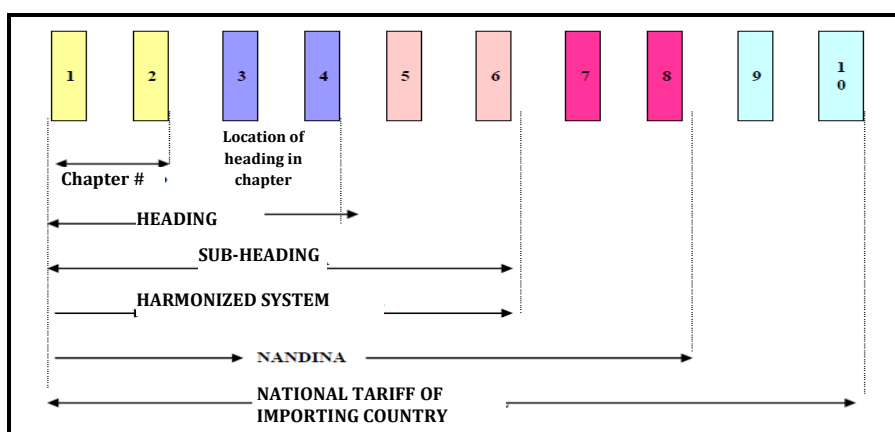 1 2 3 4 5 6 7 8 9 1
0
Location of
heading in
chapter
Chapter #
HEADING
SUB-HEADING
HARMONIZED SYSTEM
NANDINA
NATIONAL TARIFF OF
IMPORTING COUNTRY